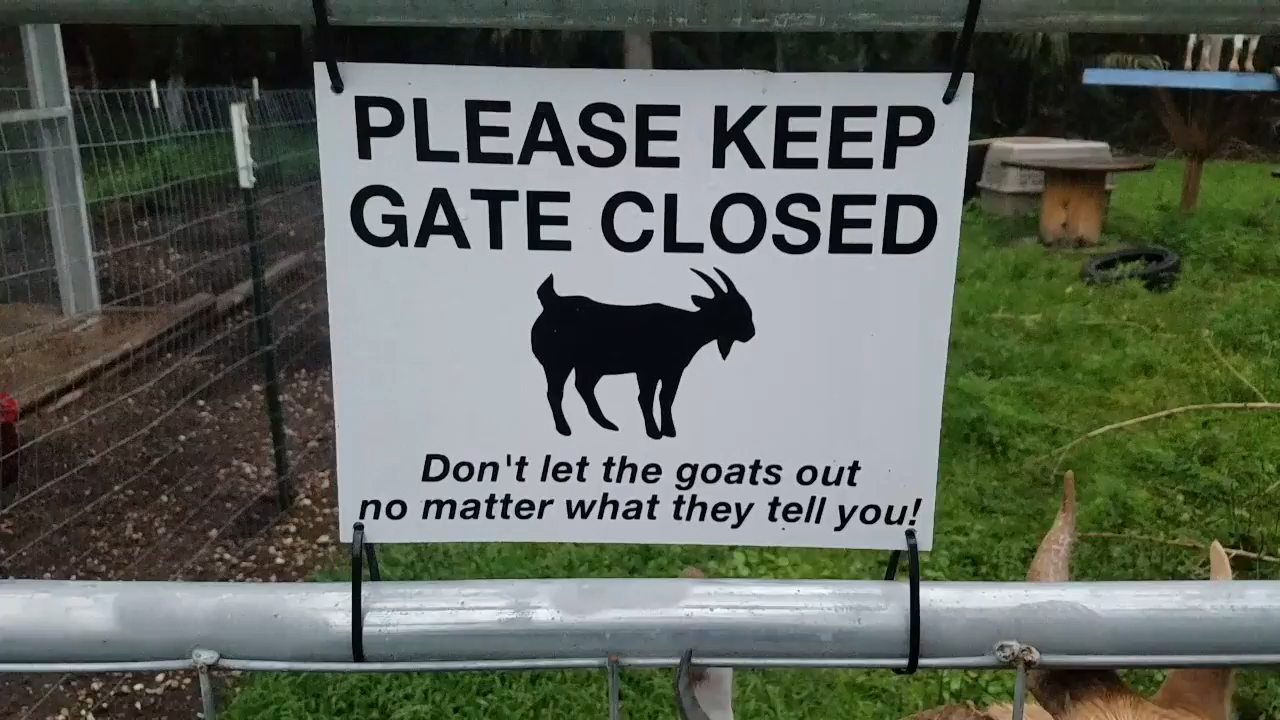 PLEASE KEEP
GATE CLOSED
Don't let the goats out
no matter what they tell you!